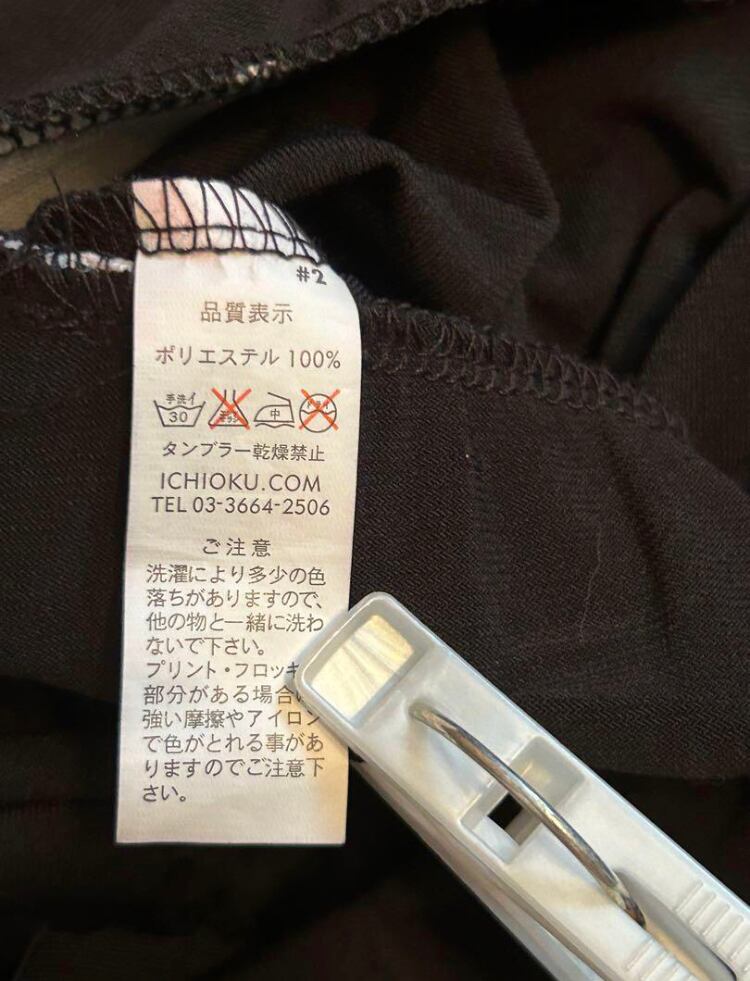 #2
品質表示
ポリエステル 100%
手洗イ 30 中
タンブラー乾燥禁止
ICHIOKU.COM
TEL 03-3664-2506
ご注意
洗濯により多少の色
落ちがありますので、
他の物と一緒に洗わ
ないで下さい。
プリント・フロッキ
部分がある場合
強い摩擦やアイロン
で色がとれる事があ
りますのでご注意下
さい。